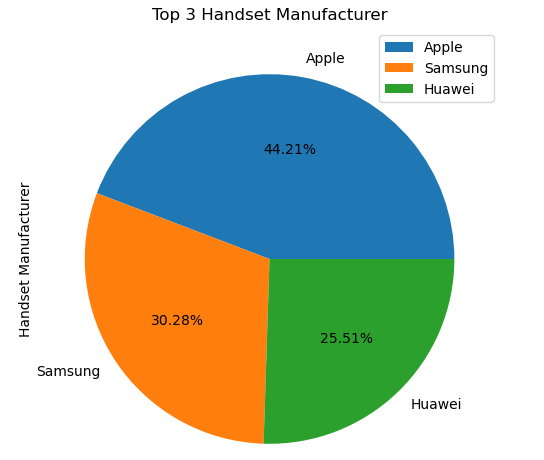 Top 3 Handset Manufacturer
Apple
Apple
Samsung
Huawei
44.21%
Handset Manufacturer
30.28%
25.51%
Samsung
Huawei